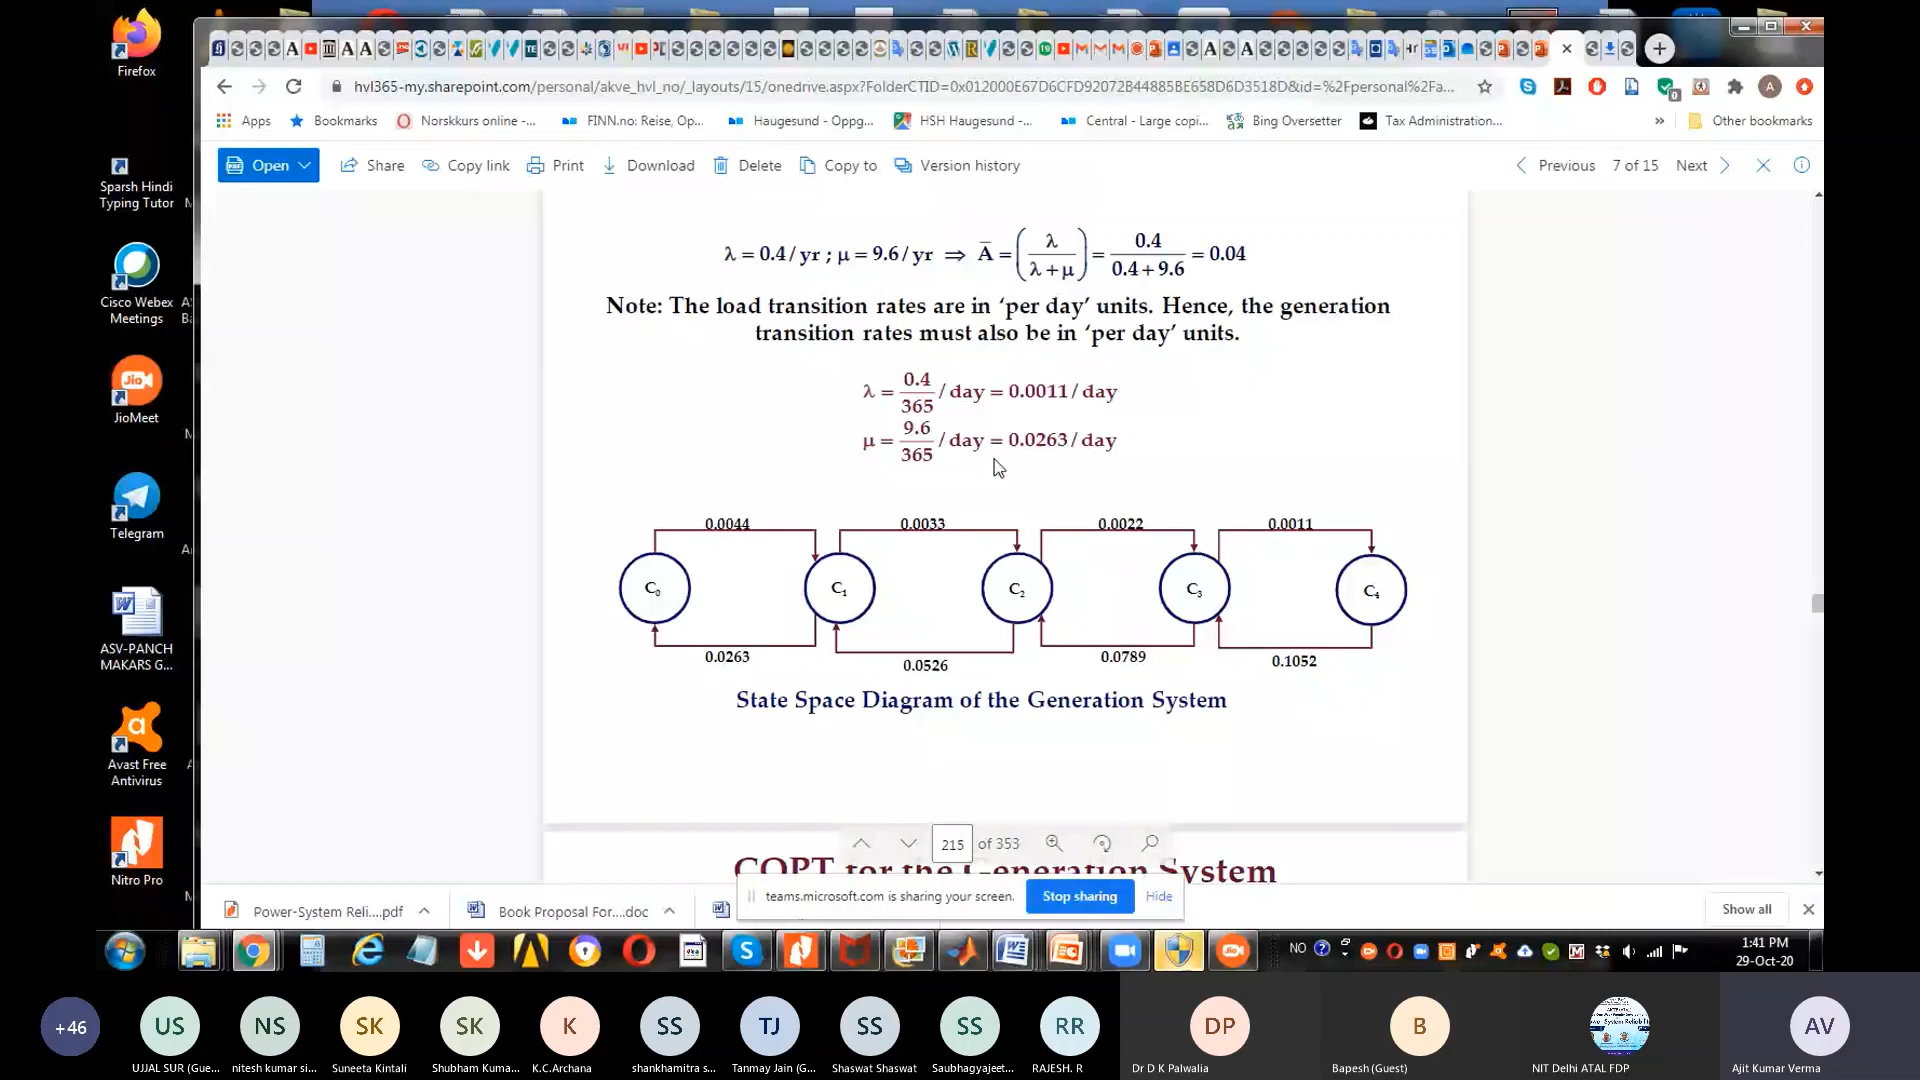 Firefox
Sparsh Hindi
Typing Tutor
Cisco Webex
Meetings
JioMeet
Telegram
ASV-PANCH
MAKARS G...
Avast Free
Antivirus
Nitro Pro
hvl365-my.sharepoint.com/personal/akve_hvl_no/_layouts/15/onedrive.aspx?FolderCTID=0x012000E67D6CFD92072B44885BE658D6D3518D&id=%2Fpersonal%2Fa...
Apps Bookmarks Norskkurs online -... FINN.no: Reise, Op... Haugesund - Oppg... HSH Haugesund -... Central - Large copi... Bing Oversetter Tax Administration... » Other bookmarks
Open Share Copy link Print Download Delete Copy to Version history Previous 7 of 15 Next
λ = 0.4/yr ; μ = 9.6/yr ⇒ Ā = (λ/(λ+μ)) = 0.4/(0.4+9.6) = 0.04
Note: The load transition rates are in ‘per day’ units. Hence, the generation
transition rates must also be in ‘per day’ units.
λ = 0.4/365 /day = 0.0011/day
μ = 9.6/365 /day = 0.0263/day
0.0044 0.0033 0.0022 0.0011
C₀ C₁ C₂ C₃ C₄
0.0263 0.0526 0.0789 0.1052
State Space Diagram of the Generation System
215 of 353
COPT for the Generation System
teams.microsoft.com is sharing your screen. Stop sharing Hide
Power-System Reli....pdf Book Proposal For....doc Show all
NO 1:41 PM
29-Oct-20
+46 US NS SK SK K SS TJ SS SS RR DP B AV
UJJAL SUR (Gue... nitesh kumar si... Suneeta Kintali Shubham Kuma... K.C.Archana shankhamitra s... Tanmay Jain (G... Shaswat Shaswat Saubhagyajeet... RAJESH. R Dr D K Palwalia Bapesh(Guest) NIT Delhi ATAL FDP Ajit Kumar Verma